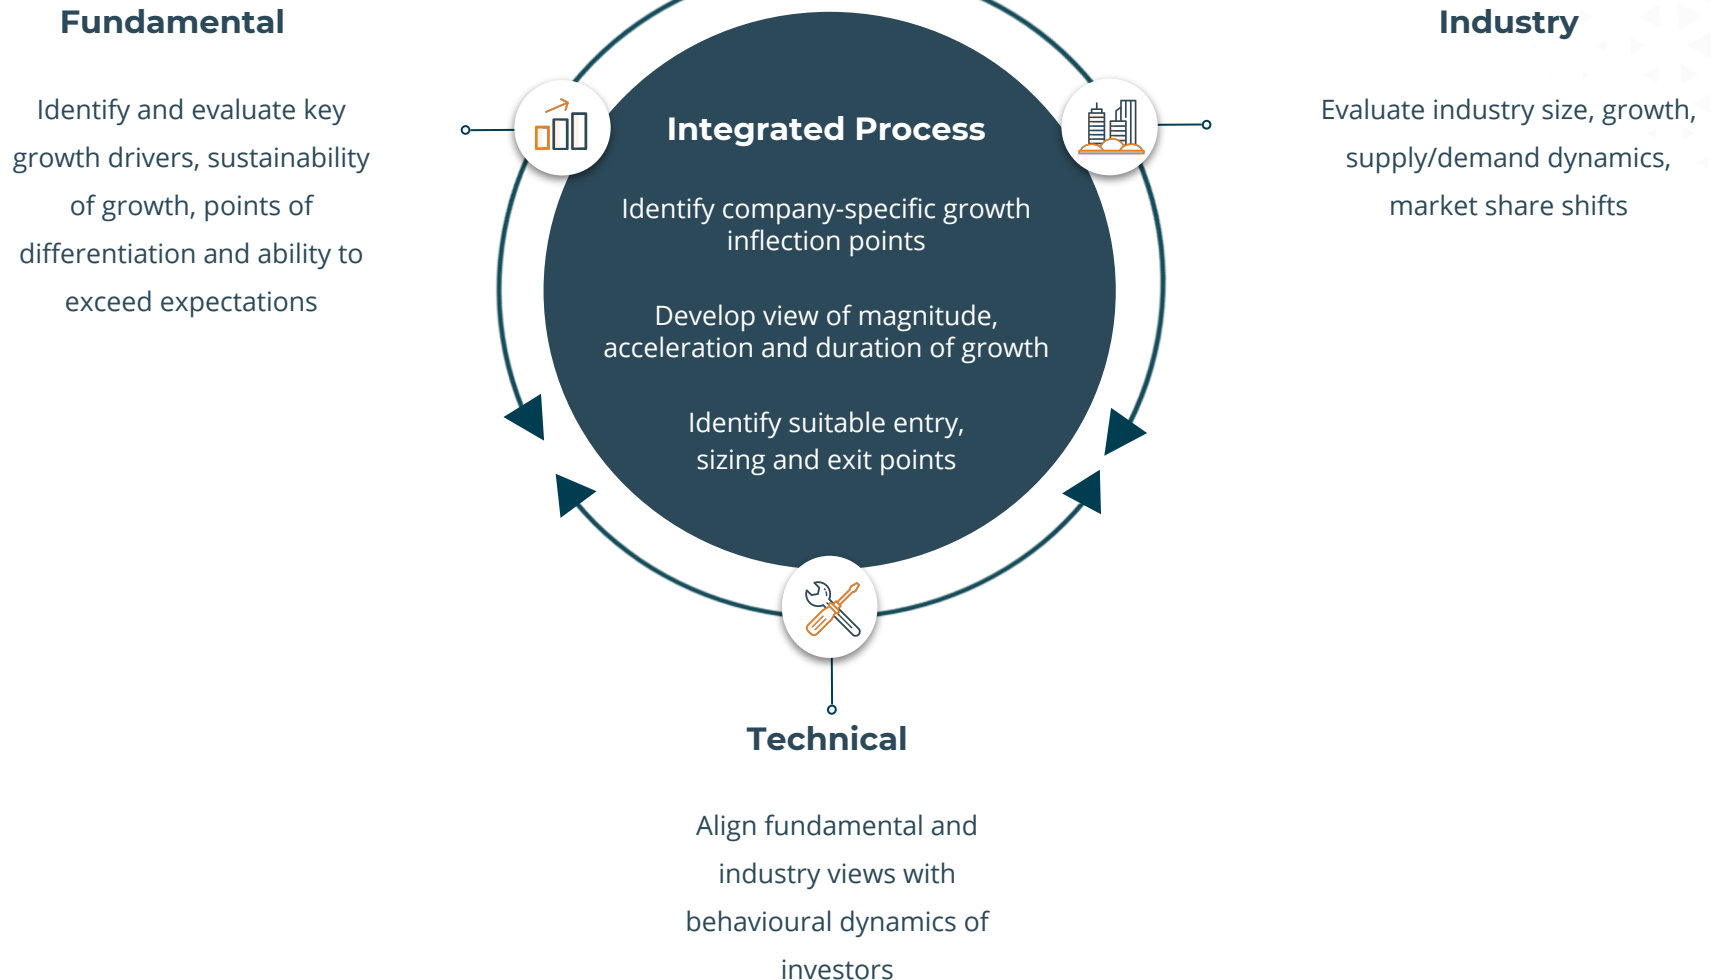 Fundamental
Identify and evaluate key
growth drivers, sustainability
of growth, points of
differentiation and ability to
exceed expectations
Integrated Process
Identify company-specific growth
inflection points
Develop view of magnitude,
acceleration and duration of growth
Identify suitable entry,
sizing and exit points
Industry
Evaluate industry size, growth,
supply/demand dynamics,
market share shifts
Technical
Align fundamental and
industry views with
behavioural dynamics of
investors